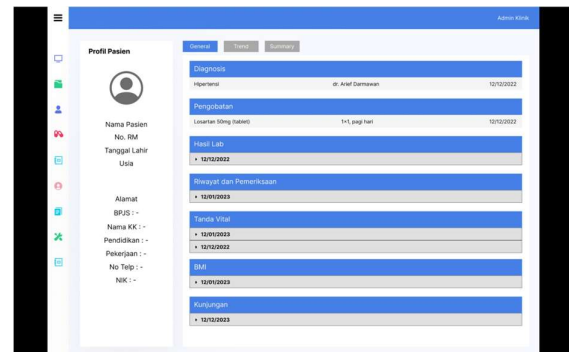 Admin Klinik
Profil Pasien
Nama Pasien
No. RM
Tanggal Lahir
Usia
Alamat
BPJS : -
Nama KK : -
Pendidikan : -
Pekerjaan : -
No Telp : -
NIK : -
General Trend Summary
Diagnosis
Hipertensi dr. Arief Darmawan 12/12/2022
Pengobatan
Losartan 50mg (tablet) 1x1, pagi hari 12/12/2022
Hasil Lab
12/12/2022
Riwayat dan Pemeriksaan
12/01/2023
Tanda Vital
12/01/2023
12/12/2022
BMI
12/01/2023
Kunjungan
12/12/2023